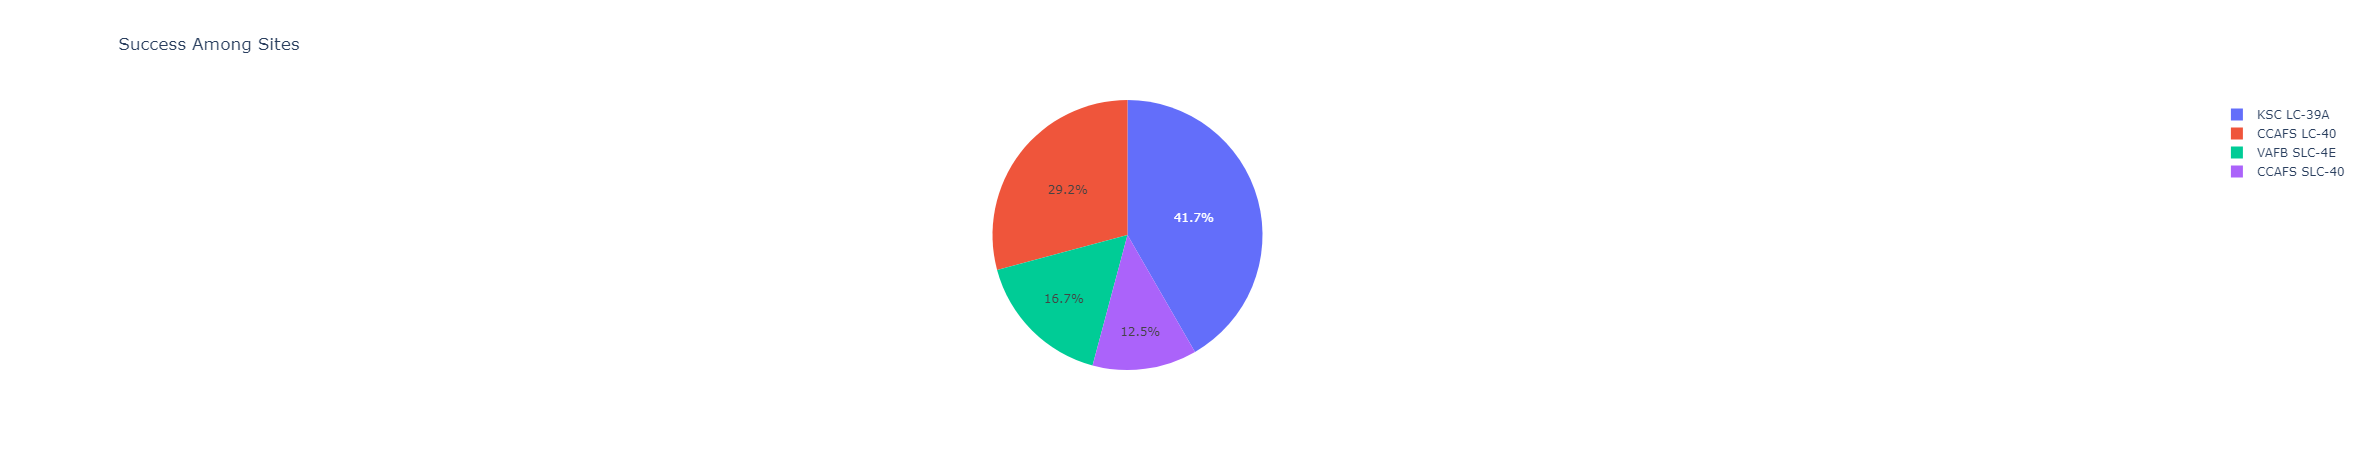 Success Among Sites
KSC LC-39A
CCAFS LC-40
VAFB SLC-4E
CCAFS SLC-40
29.2%
41.7%
16.7%
12.5%